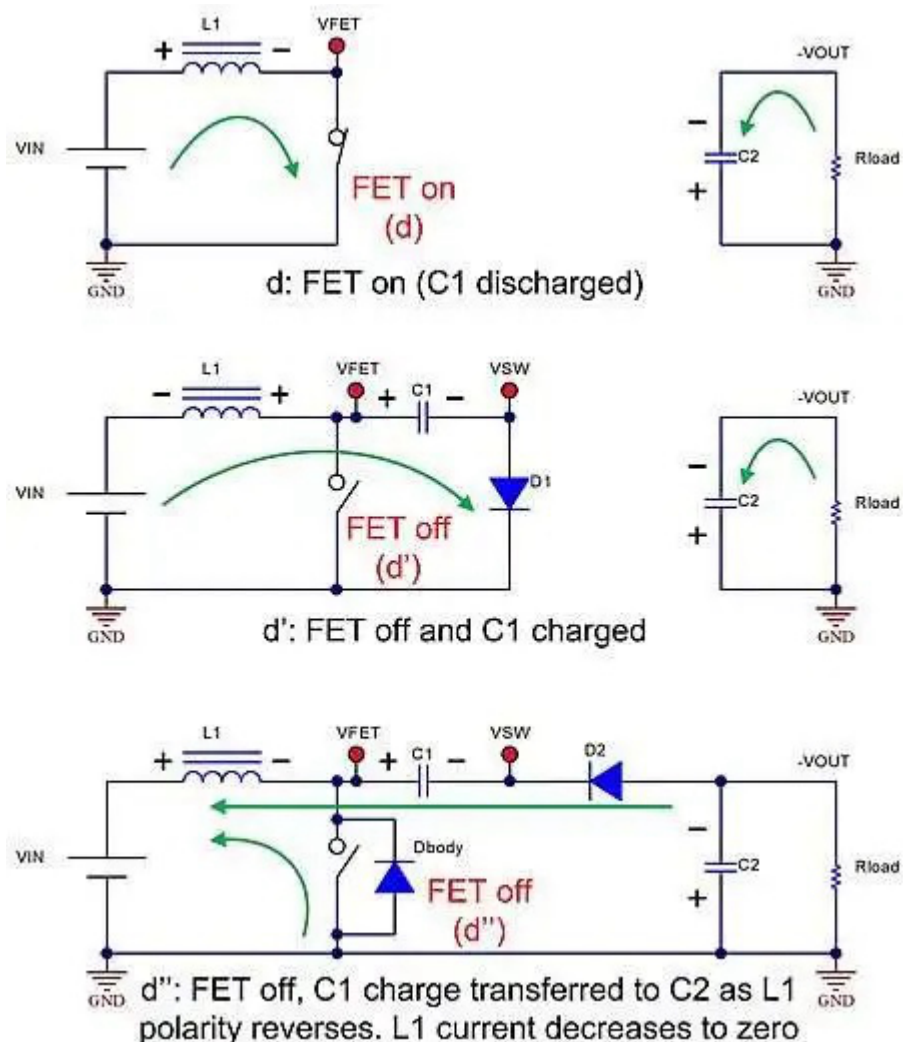 L1
VFET
+ -
-VOUT
VIN
-
C2
Rload
+
FET on
(d)
GND
GND
d: FET on (C1 discharged)
L1
VFET
C1
VSW
- +
+ -
-VOUT
VIN
-
C2
Rload
+
D1
FET off
(d')
GND
GND
d': FET off and C1 charged
L1
VFET
C1
VSW
D2
+ -
+ -
-VOUT
VIN
-
C2
Rload
+
Dbody
FET off
(d'')
GND
GND
d'': FET off, C1 charge transferred to C2 as L1
polarity reverses. L1 current decreases to zero